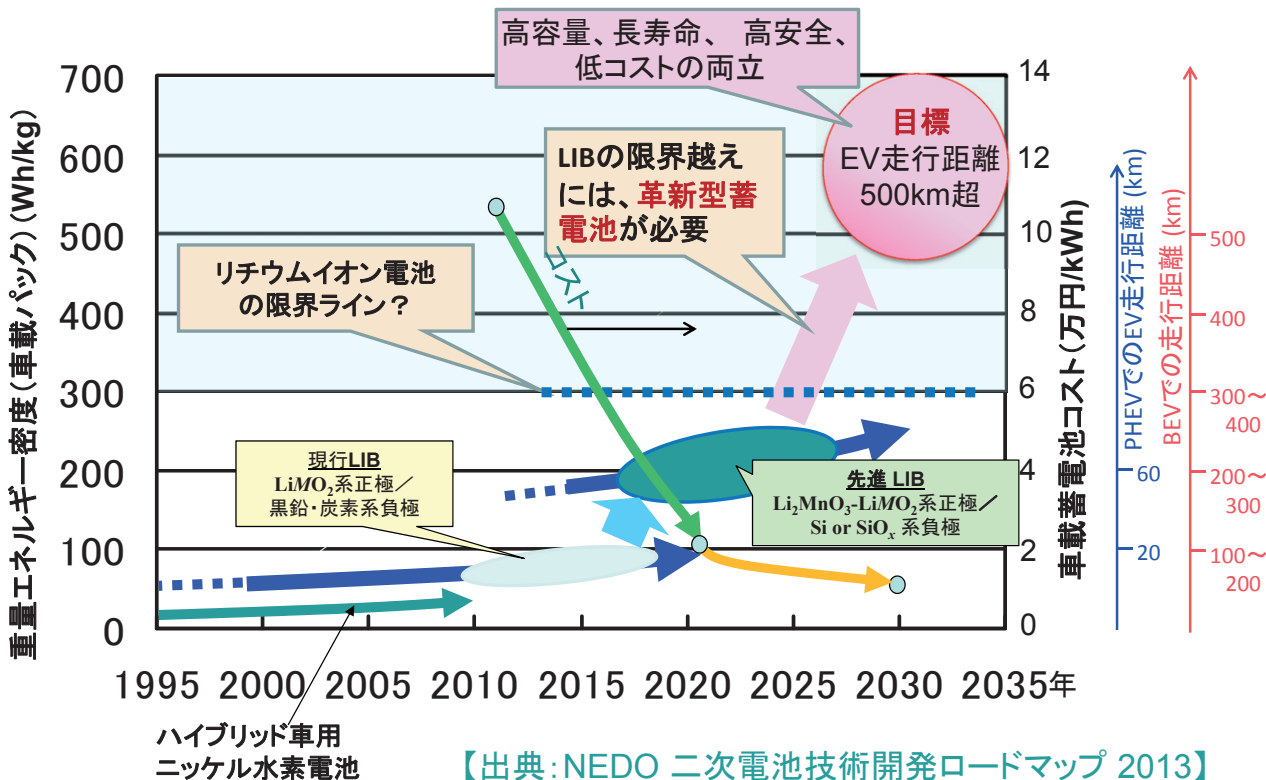 高容量、長寿命、 高安全、
低コストの両立
重量エネルギー密度(車載パック)(Wh/kg)
700
600
500
400
300
200
100
0
目標
EV走行距離
500km超
LIBの限界越え
には、革新型蓄
電池が必要
リチウムイオン電池
の限界ライン？
コスト
現行LIB
LiMO₂系正極／
黒鉛・炭素系負極
先進 LIB
Li₂MnO₃-LiMO₂系正極／
Si or SiOₓ 系負極
14
12
10
8
6
4
2
0
車載蓄電池コスト(万円/kWh)
PHEVでのEV走行距離 (km)
60
20
BEVでの走行距離 (km)
500
400
300～
400
200～
300
100～
200
1995 2000 2005 2010 2015 2020 2025 2030 2035年
ハイブリッド車用
ニッケル水素電池
【出典：NEDO 二次電池技術開発ロードマップ 2013】